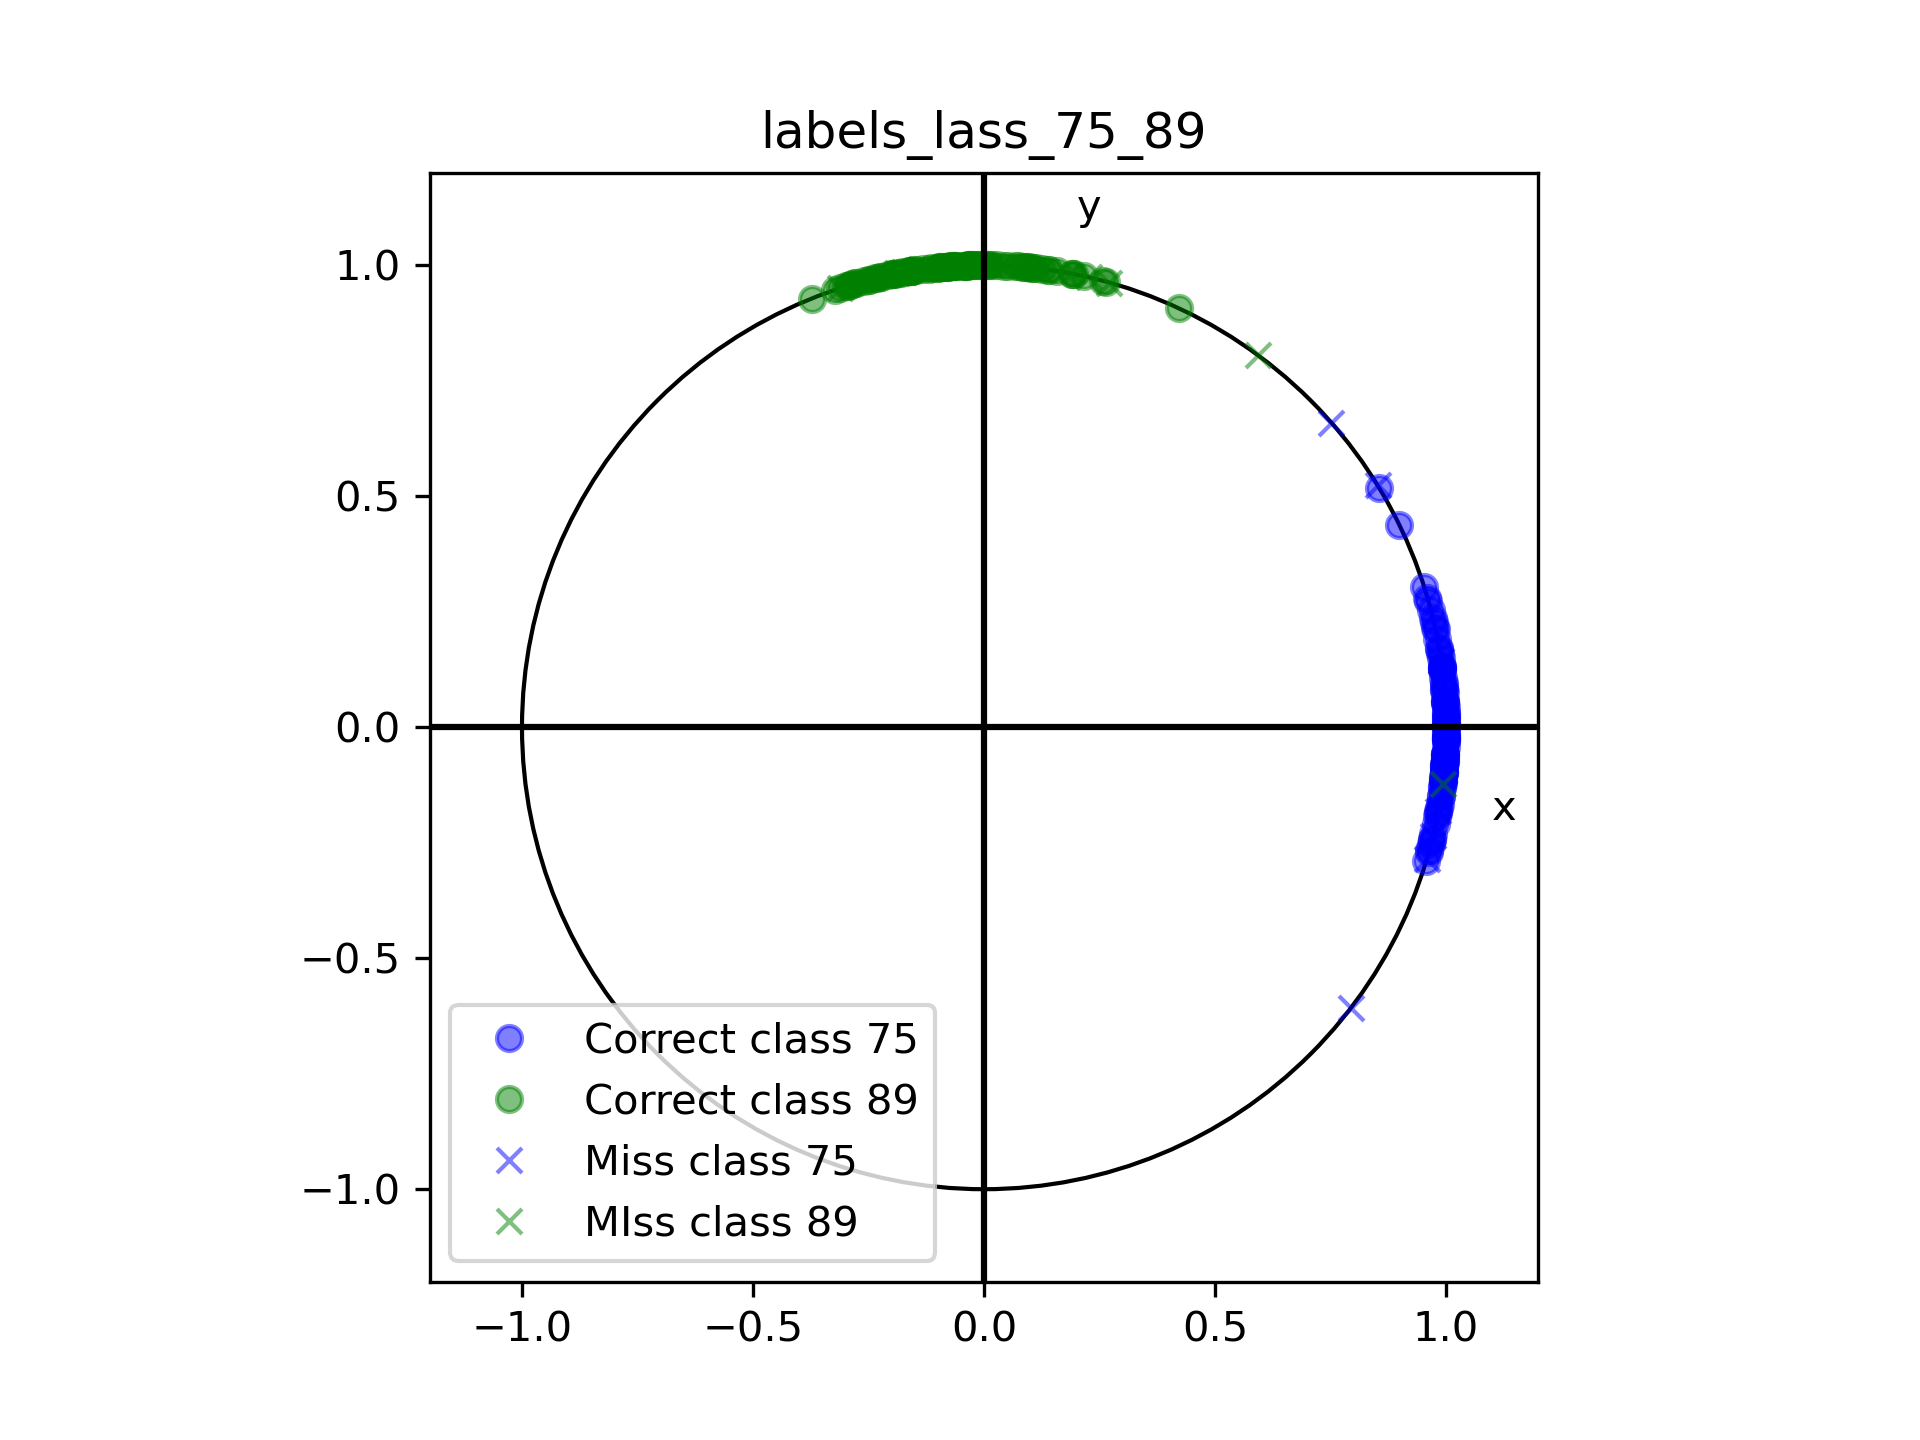 labels_lass_75_89
y
1.0
0.5
0.0
x
−0.5
−1.0
Correct class 75
Correct class 89
Miss class 75
MIss class 89
−1.0 −0.5 0.0 0.5 1.0